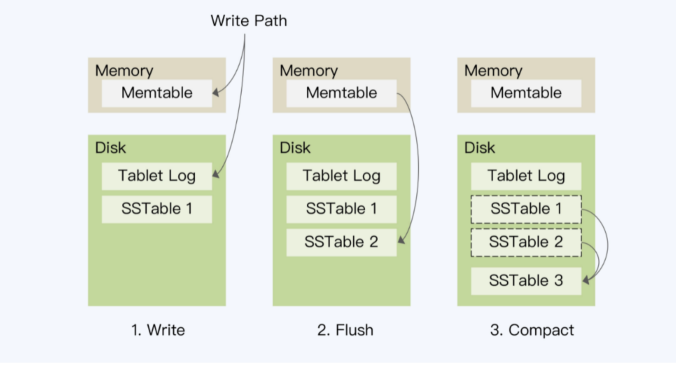 Write Path
Memory
Memtable
Disk
Tablet Log
SSTable 1
1. Write
Memory
Memtable
Disk
Tablet Log
SSTable 1
SSTable 2
2. Flush
Memory
Memtable
Disk
Tablet Log
SSTable 1
SSTable 2
SSTable 3
3. Compact